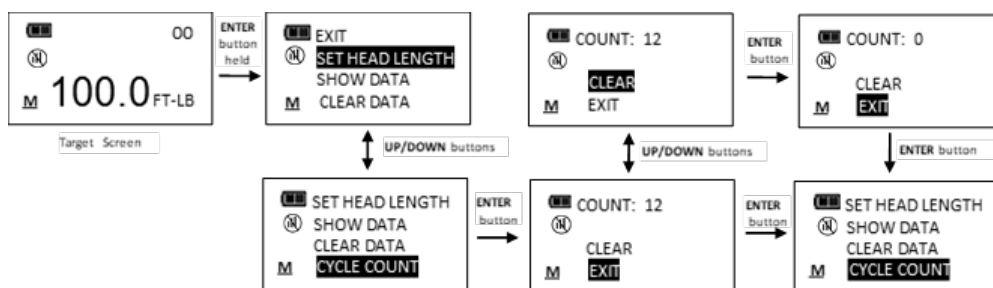 OO
100.0 FT-LB
M
Target Screen
ENTER
button
held
EXIT
SET HEAD LENGTH
SHOW DATA
M CLEAR DATA
UP/DOWN buttons
SET HEAD LENGTH
SHOW DATA
CLEAR DATA
M CYCLE COUNT
ENTER
button
COUNT: 12
CLEAR
M EXIT
UP/DOWN buttons
COUNT: 12
CLEAR
M EXIT
ENTER
button
COUNT: 0
CLEAR
M EXIT
ENTER button
ENTER
button
SET HEAD LENGTH
SHOW DATA
CLEAR DATA
M CYCLE COUNT